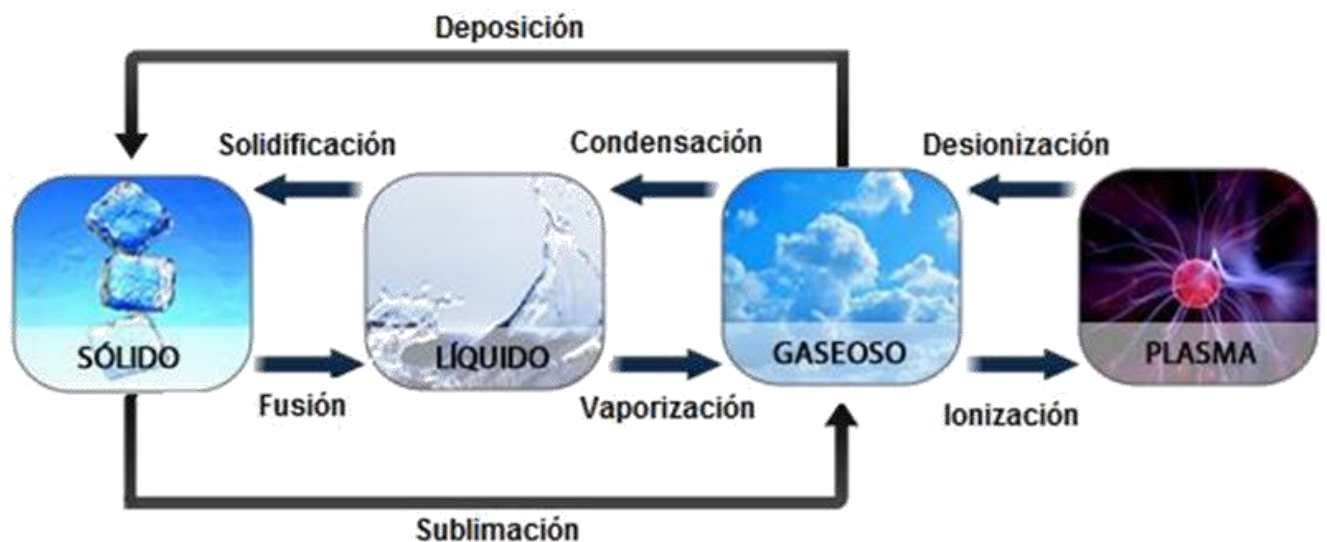 Deposición
Solidificación
Condensación
Desionización
SÓLIDO
LÍQUIDO
GASEOSO
PLASMA
Fusión
Vaporización
Ionización
Sublimación